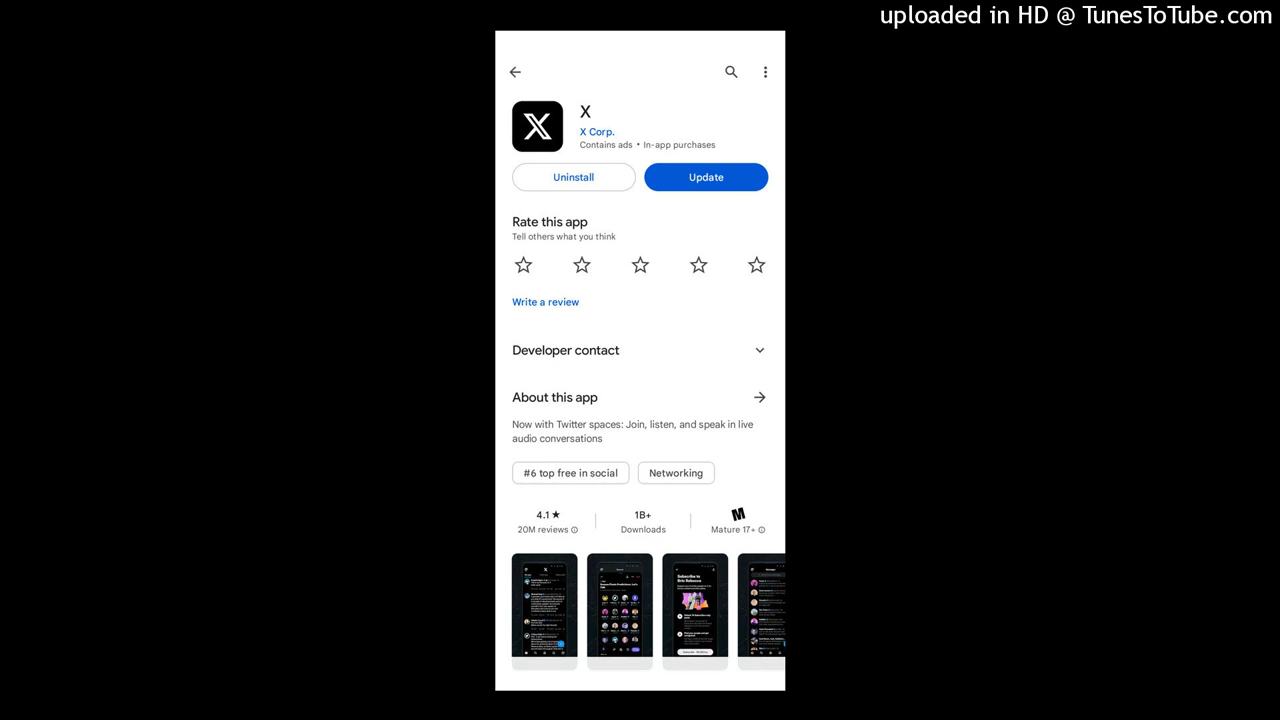 uploaded in HD @ TunesToTube.com
X
X Corp.
Contains ads • In-app purchases
Uninstall
Update
Rate this app
Tell others what you think
Write a review
Developer contact
About this app
Now with Twitter spaces: Join, listen, and speak in live
audio conversations
#6 top free in social
Networking
4.1★
1B+
20M reviews
Downloads
Mature 17+
Subscribe to